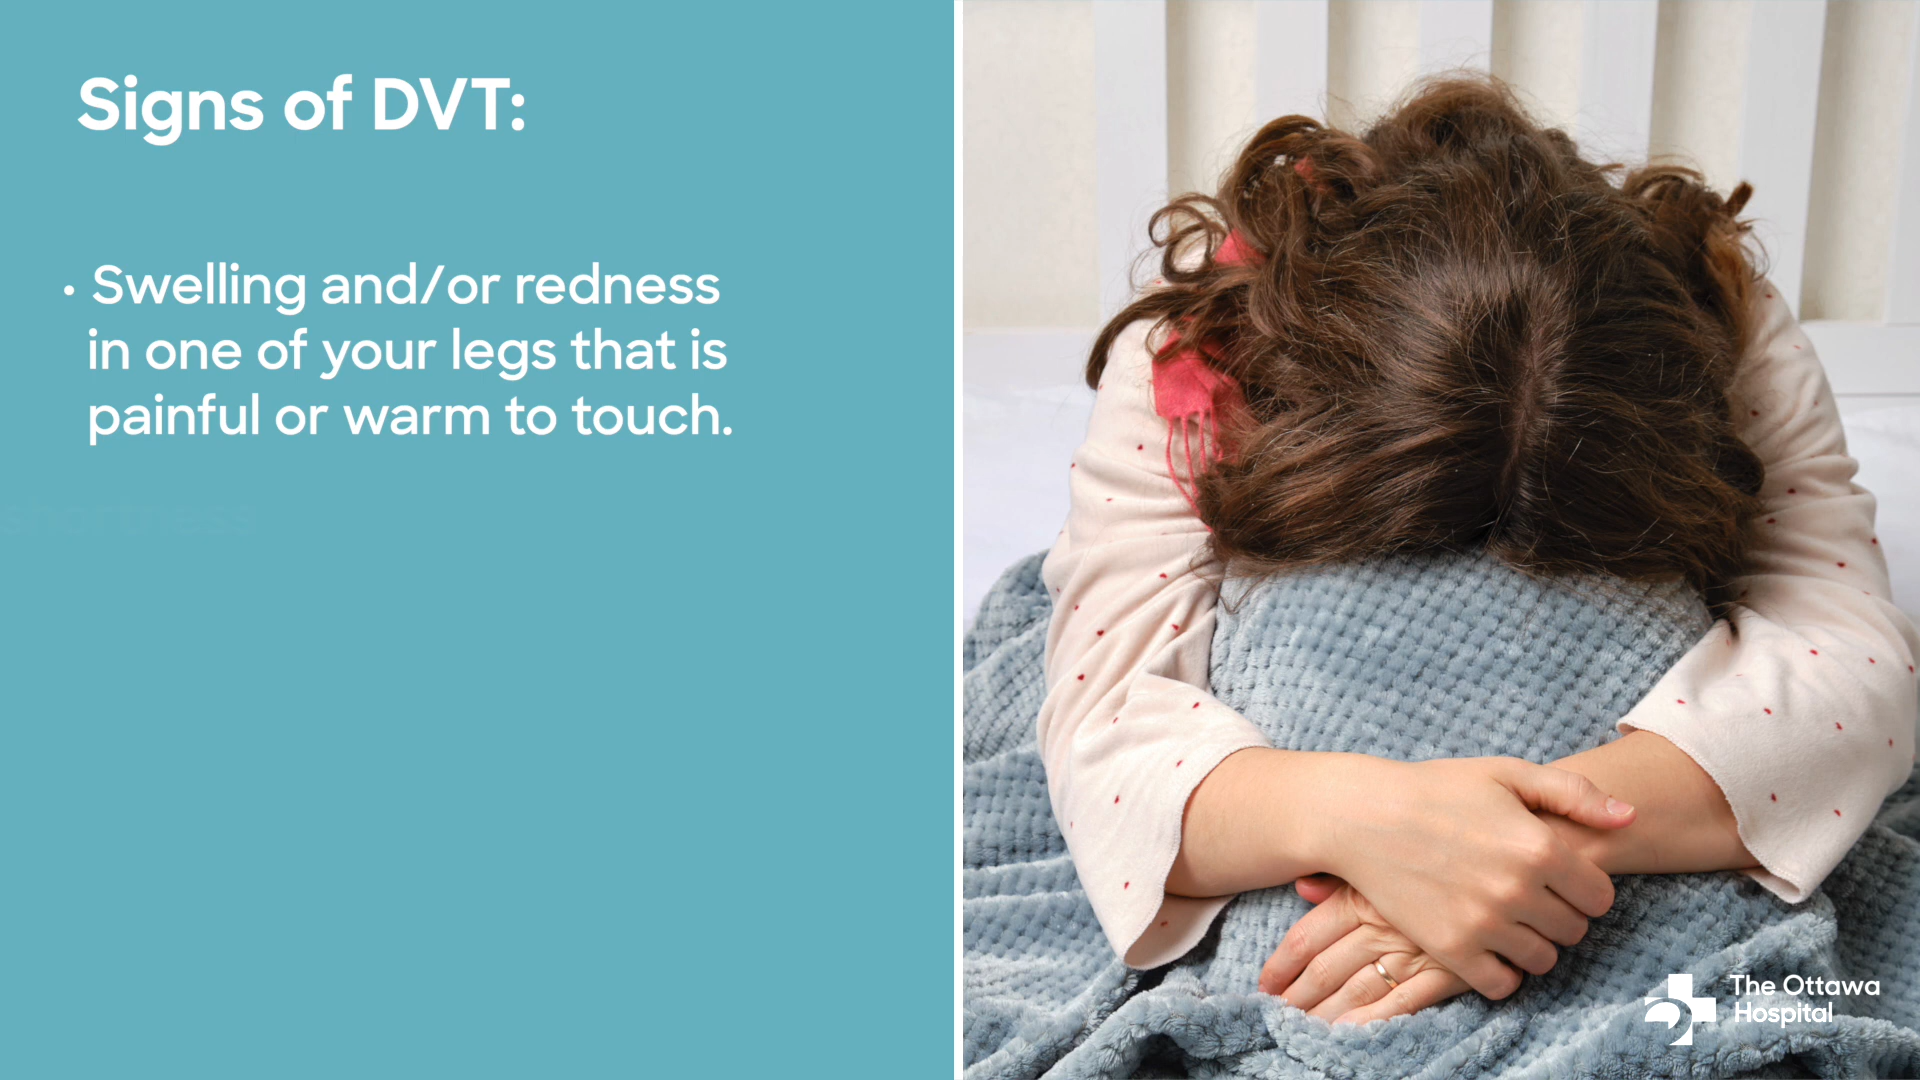 Signs of DVT:
• Swelling and/or redness
in one of your legs that is
painful or warm to touch.
shortness
The Ottawa
Hospital